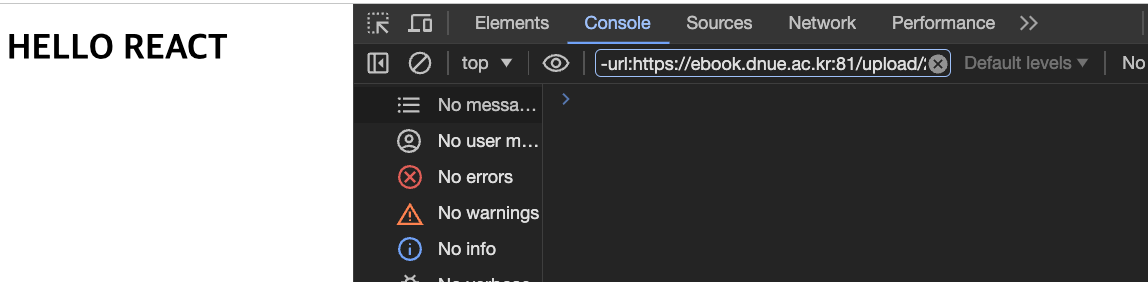 HELLO REACT
Elements Console Sources Network Performance
top -url:https://ebook.dnue.ac.kr:81/upload/ Default levels No
No messa...
No user m...
No errors
No warnings
No info